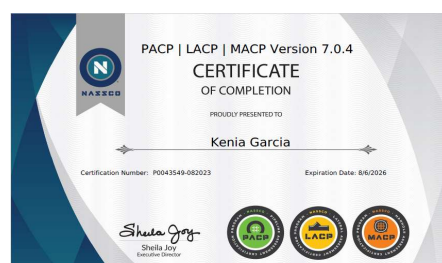 PACP | LACP | MACP Version 7.0.4
CERTIFICATE
OF COMPLETION
N
NASSCO
PROUDLY PRESENTED TO
Kenia Garcia
Certification Number: P0043549-082023
Expiration Date: 8/6/2026
Sheila Joy
Sheila Joy
Executive Director
PACP
LACP
MACP